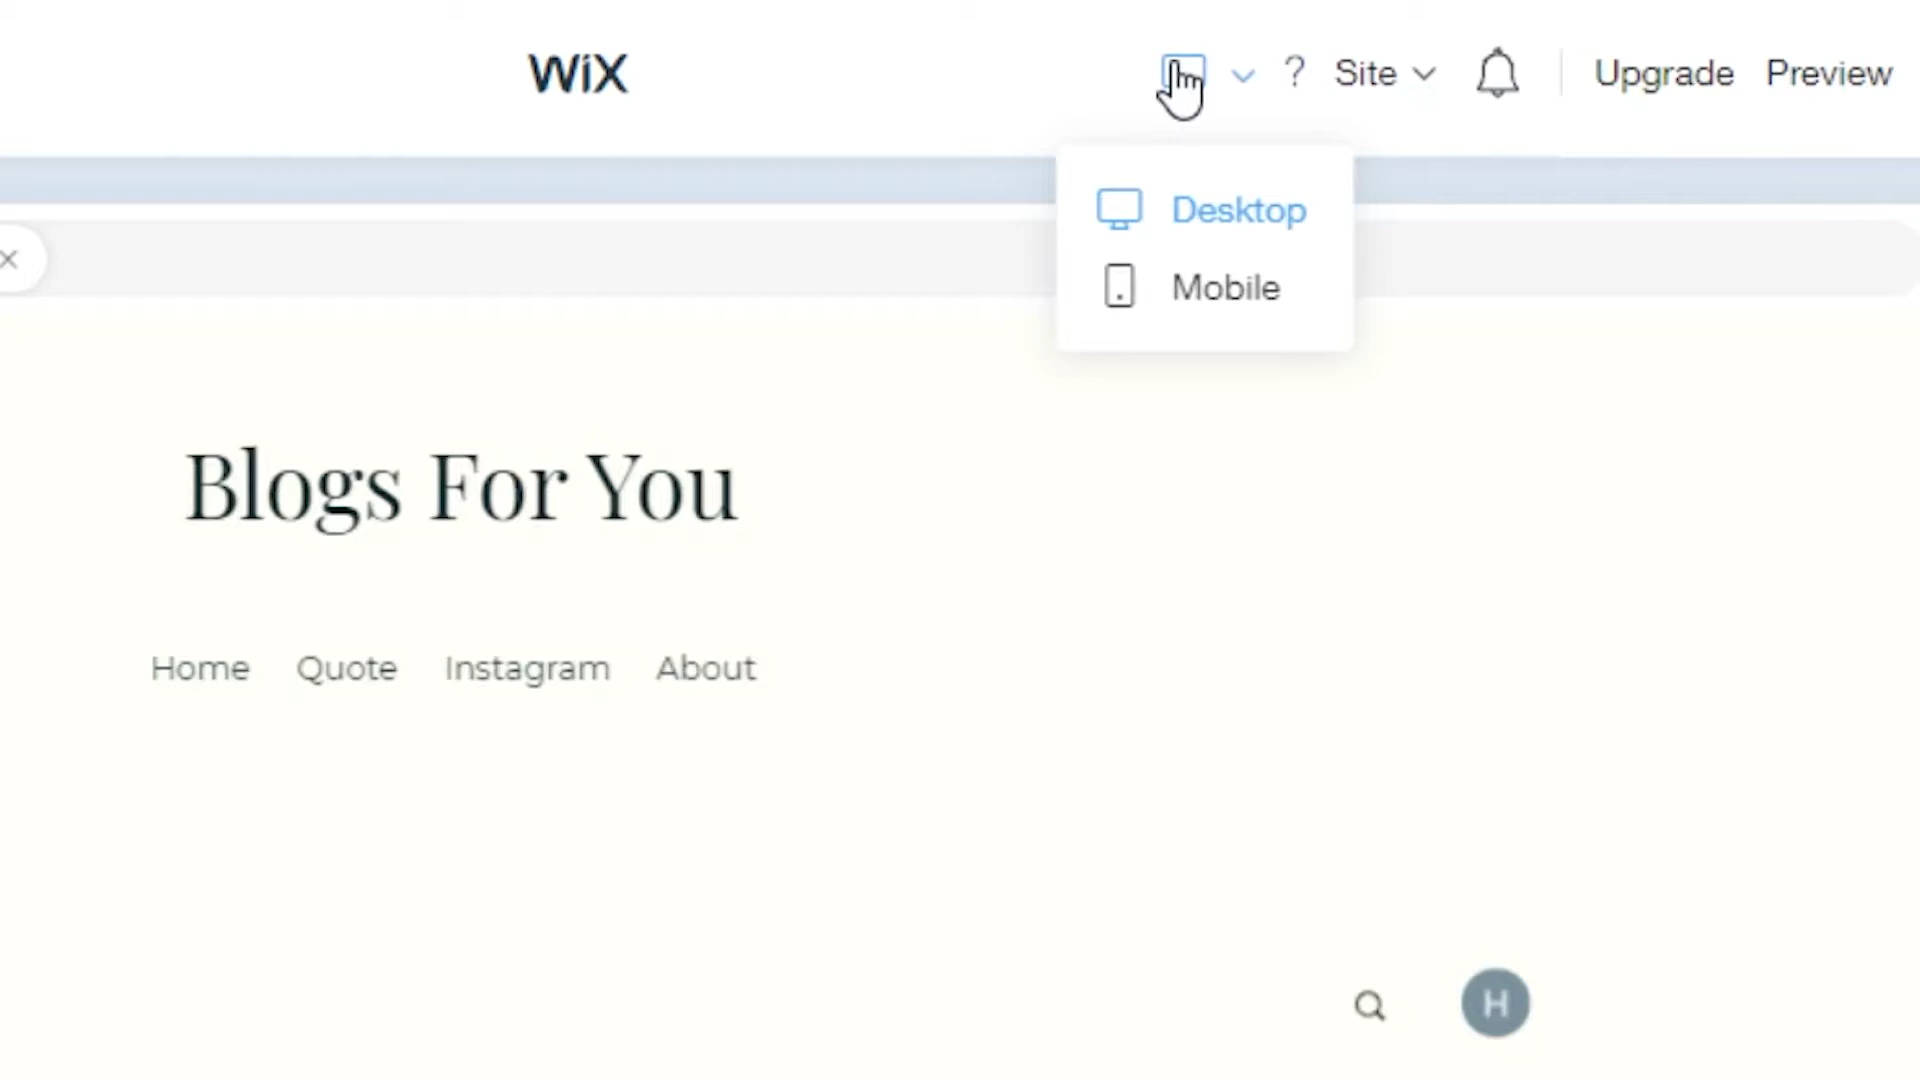 WiX ? Site Upgrade Preview
Desktop
Mobile
Blogs For You
Home Quote Instagram About
H